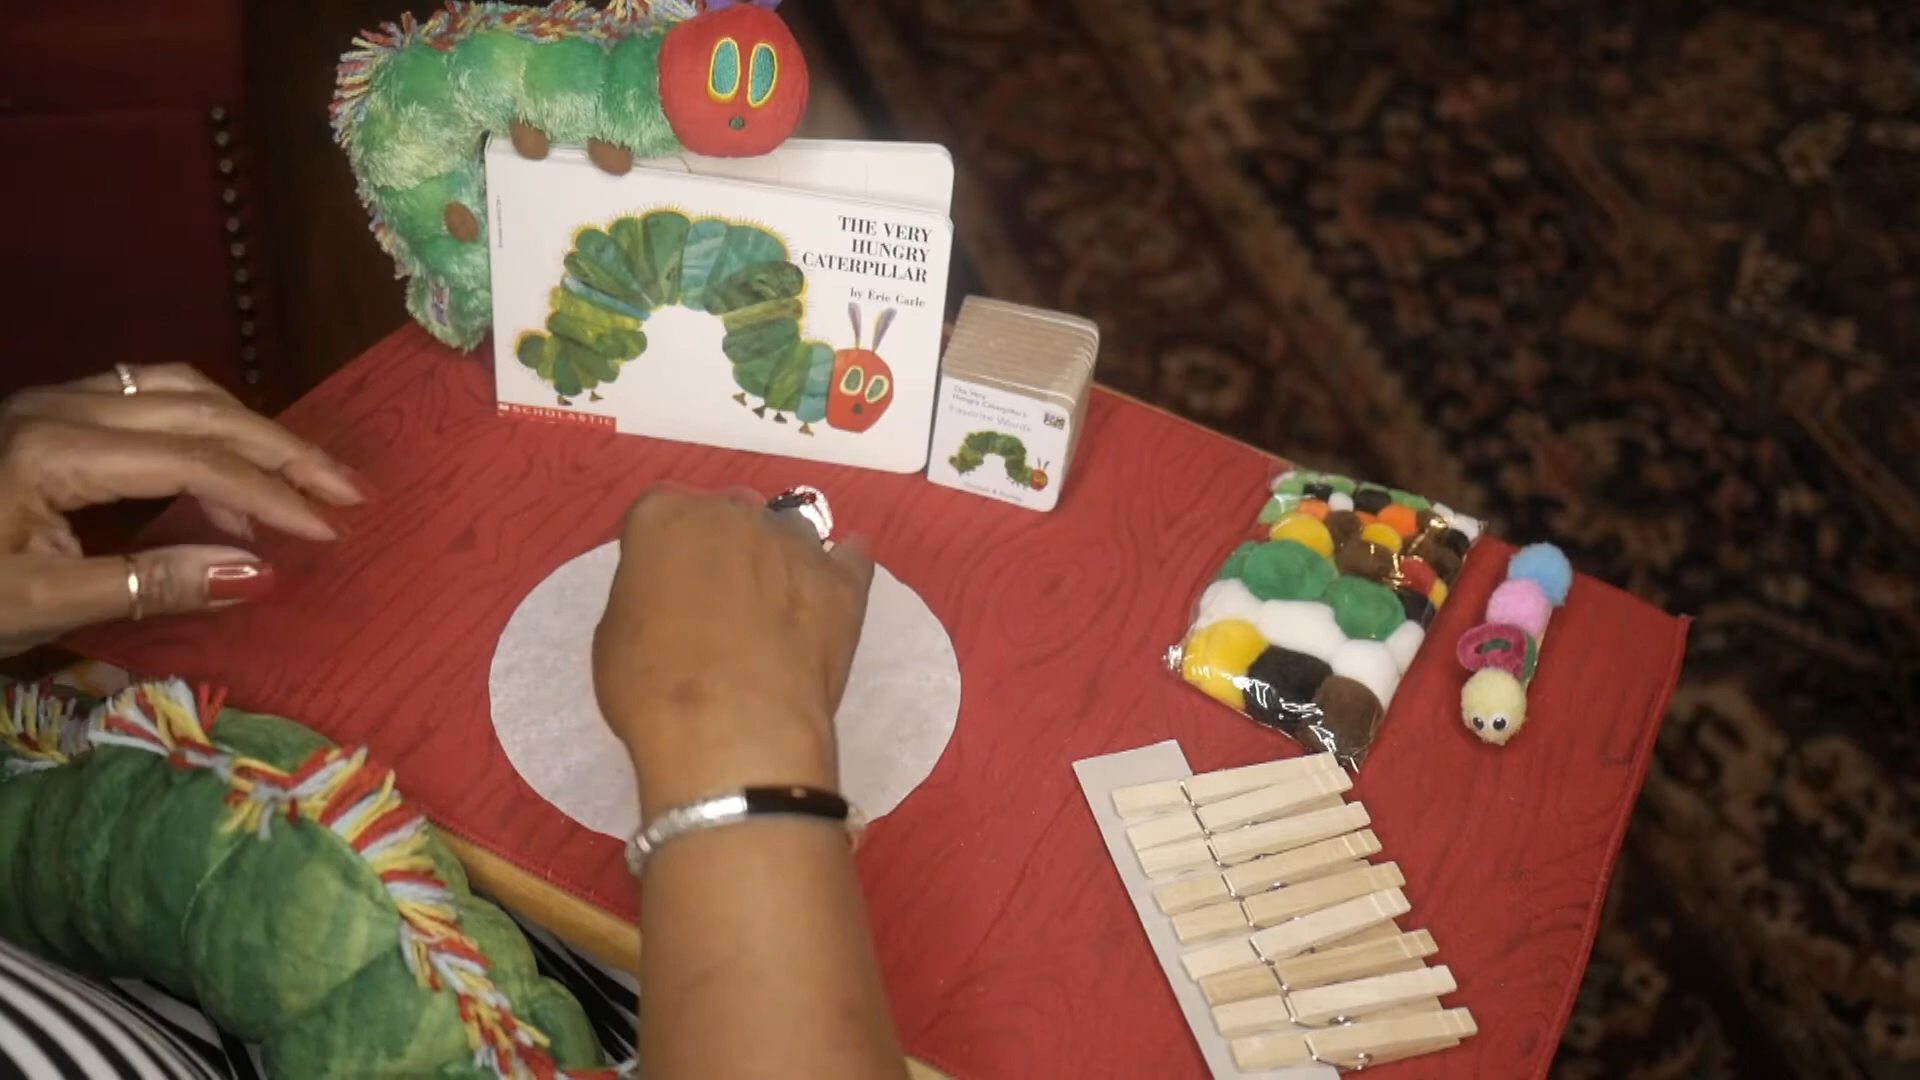 THE VERY
HUNGRY
CATERPILLAR
by Eric Carle
SCHOLASTIC
The Very
Hungry Caterpillar's
Favorite Words